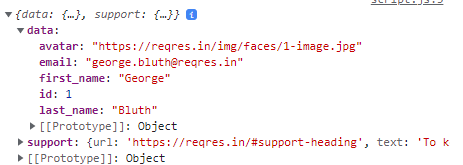 script.js:5
{data: {…}, support: {…}} i
data:
avatar: "https://reqres.in/img/faces/1-image.jpg"
email: "george.bluth@reqres.in"
first_name: "George"
id: 1
last_name: "Bluth"
[[Prototype]]: Object
support: {url: 'https://reqres.in/#support-heading', text: 'To k
[[Prototype]]: Object